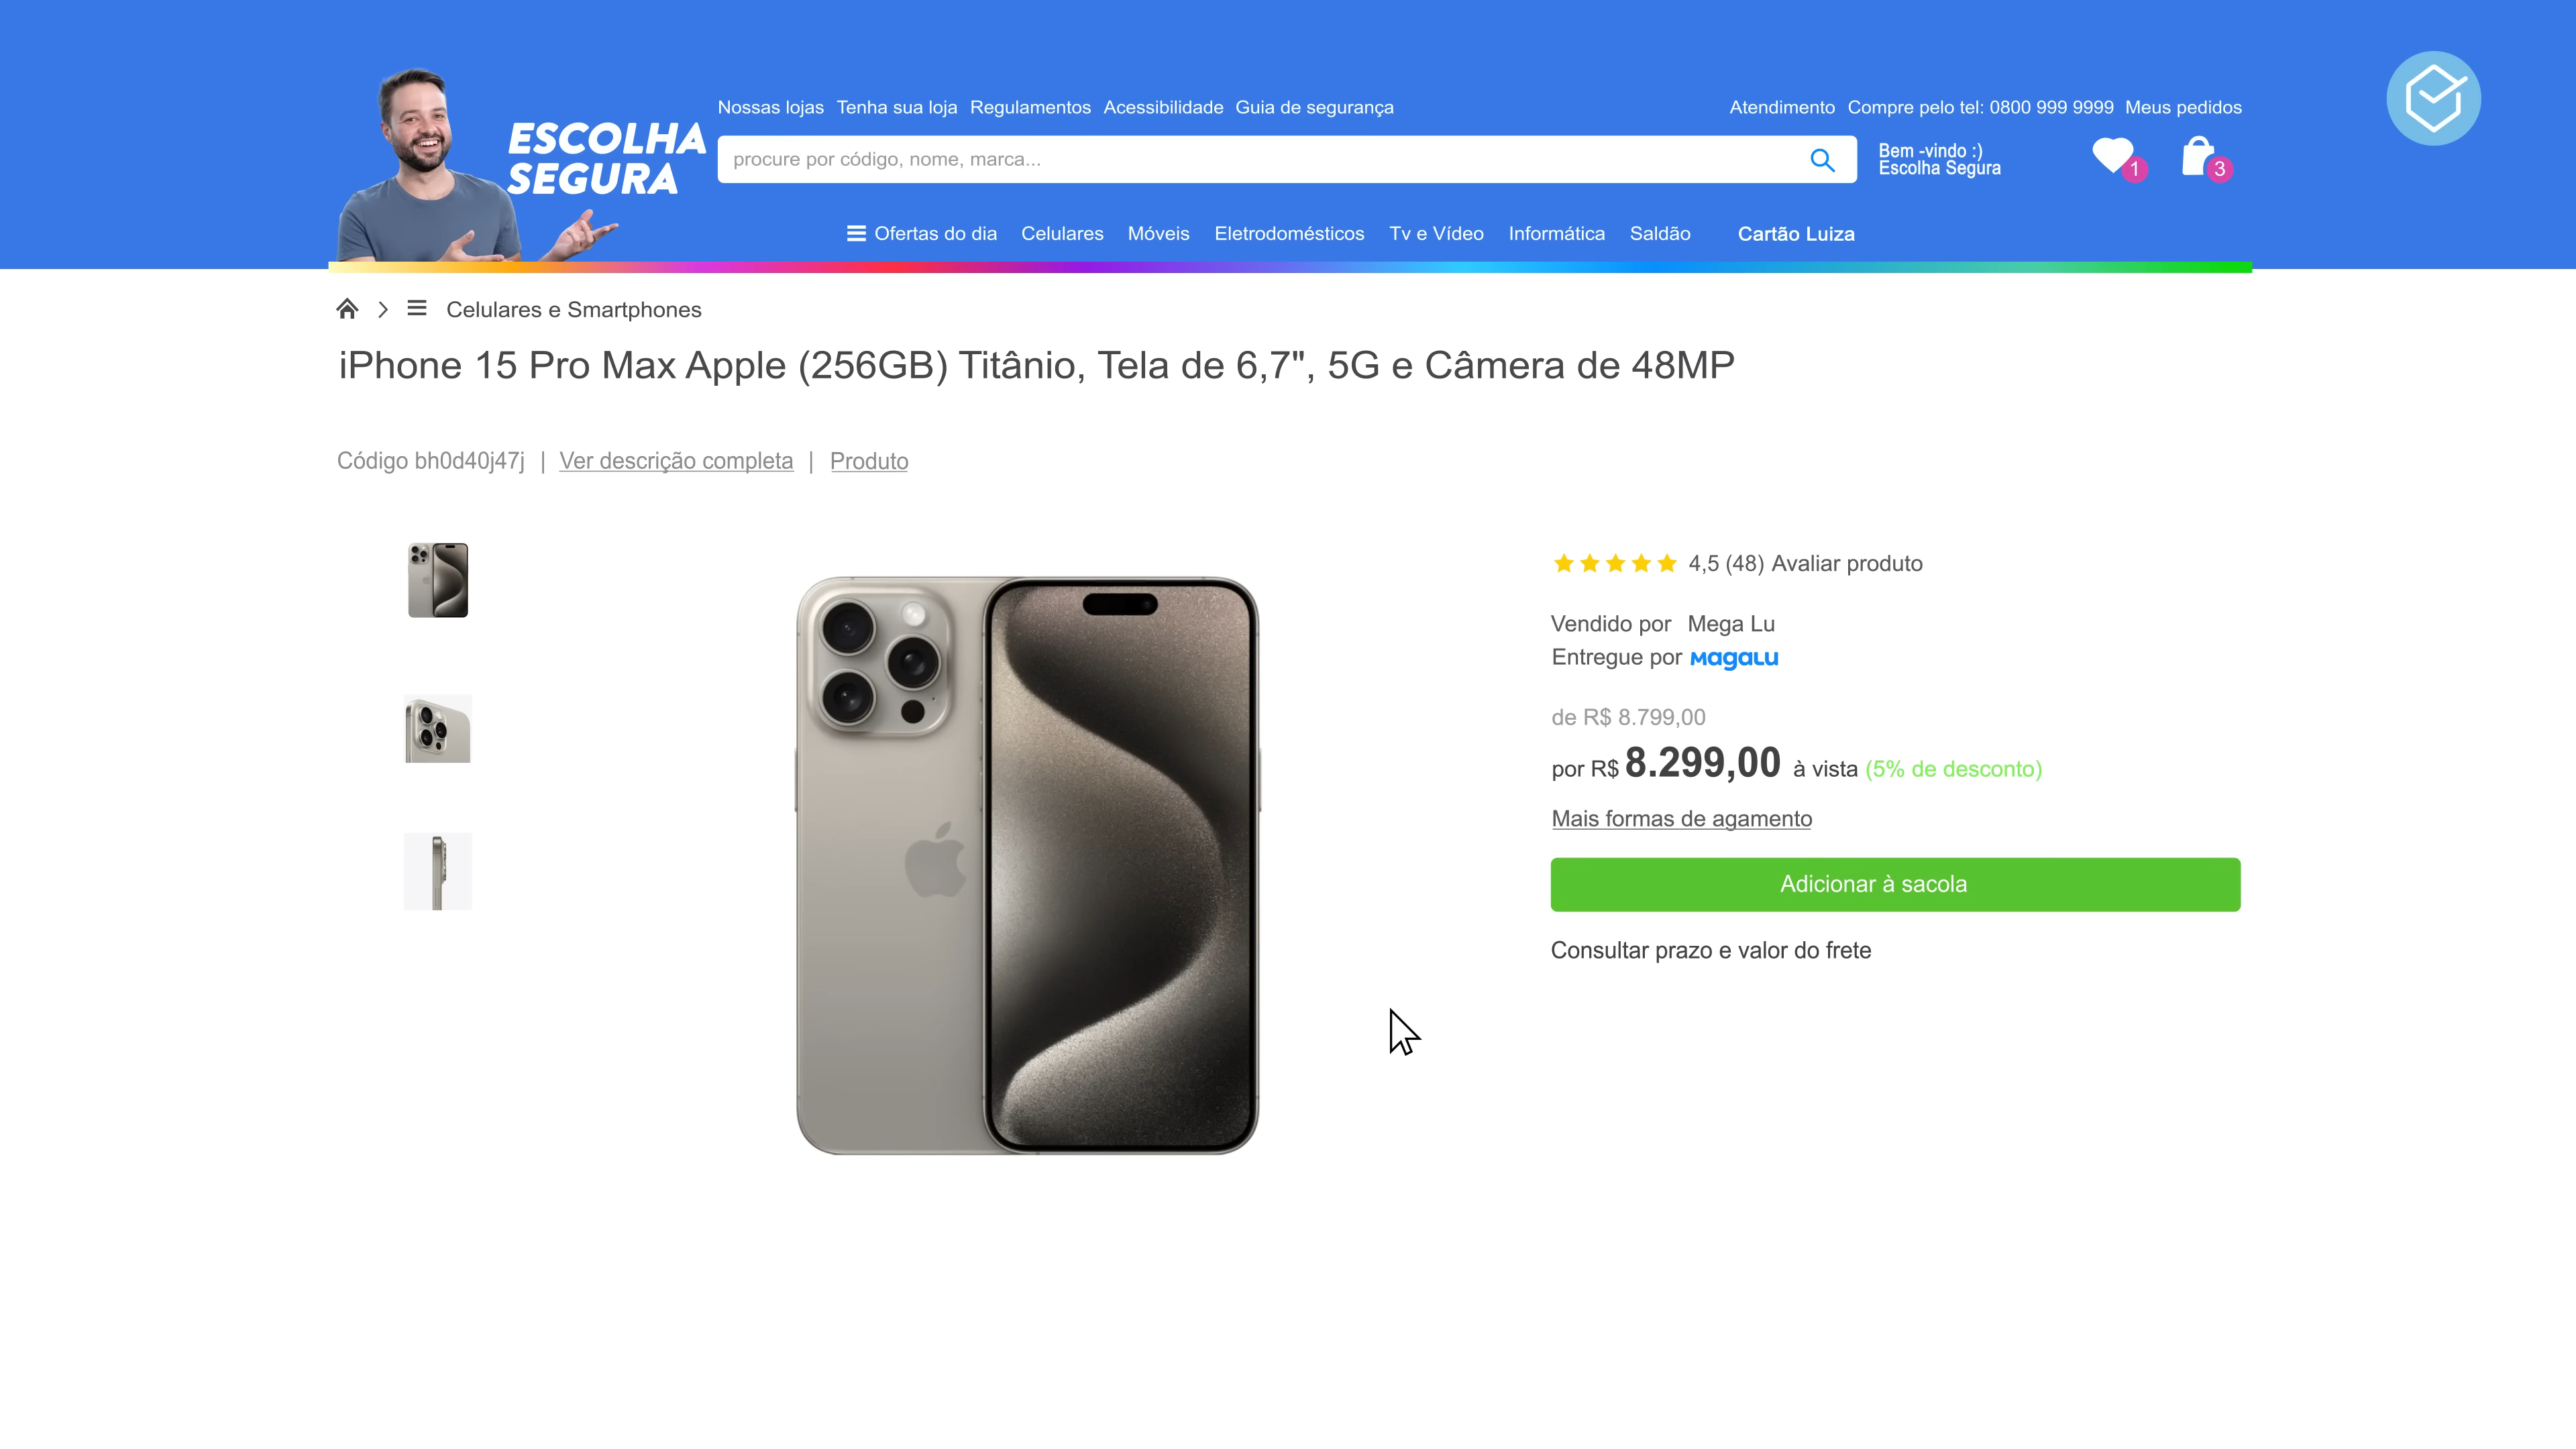 Nossas lojas Tenha sua loja Regulamentos Acessibilidade Guia de segurança
Atendimento Compre pelo tel: 0800 999 9999 Meus pedidos
ESCOLHA
SEGURA
procure por código, nome, marca...
Bem -vindo :)
Escolha Segura
1
3
Ofertas do dia Celulares Móveis Eletrodomésticos Tv e Vídeo Informática Saldão Cartão Luiza
Celulares e Smartphones
iPhone 15 Pro Max Apple (256GB) Titânio, Tela de 6,7", 5G e Câmera de 48MP
Código bh0d40j47j | Ver descrição completa | Produto
4,5 (48) Avaliar produto
Vendido por Mega Lu
Entregue por Magalu
de R$ 8.799,00
por R$ 8.299,00 à vista (5% de desconto)
Mais formas de agamento
Adicionar à sacola
Consultar prazo e valor do frete